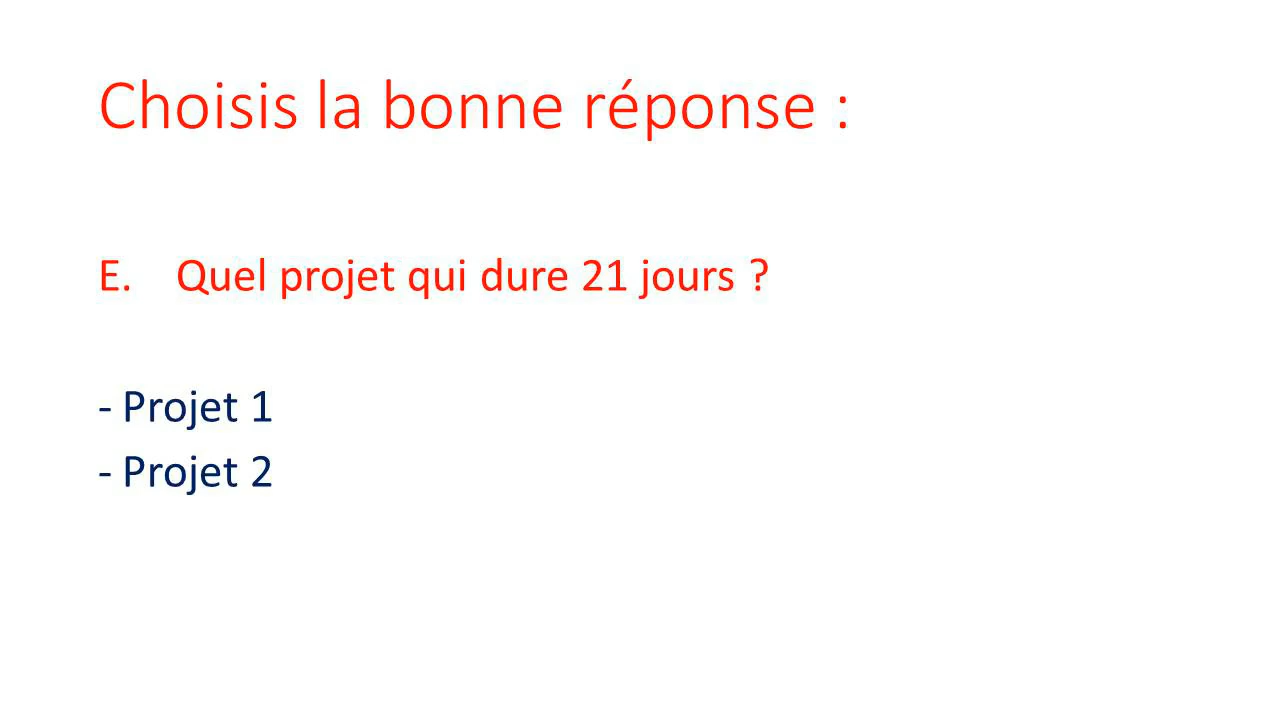 Choisis la bonne réponse :
E. Quel projet qui dure 21 jours ?
- Projet 1
- Projet 2